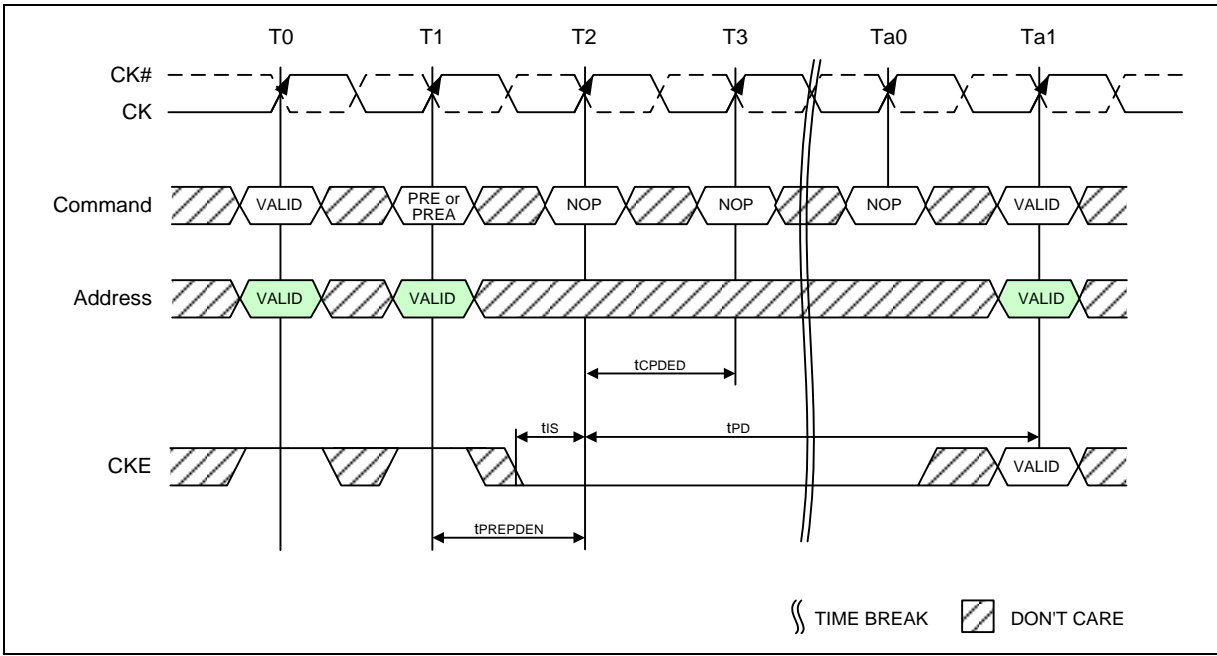 T0 T1 T2 T3 Ta0 Ta1
CK#
CK
Command VALID PRE or PREA NOP NOP NOP VALID
Address VALID VALID VALID
tCPDED
tIS tPD
CKE VALID
tPREPDEN
TIME BREAK DON'T CARE